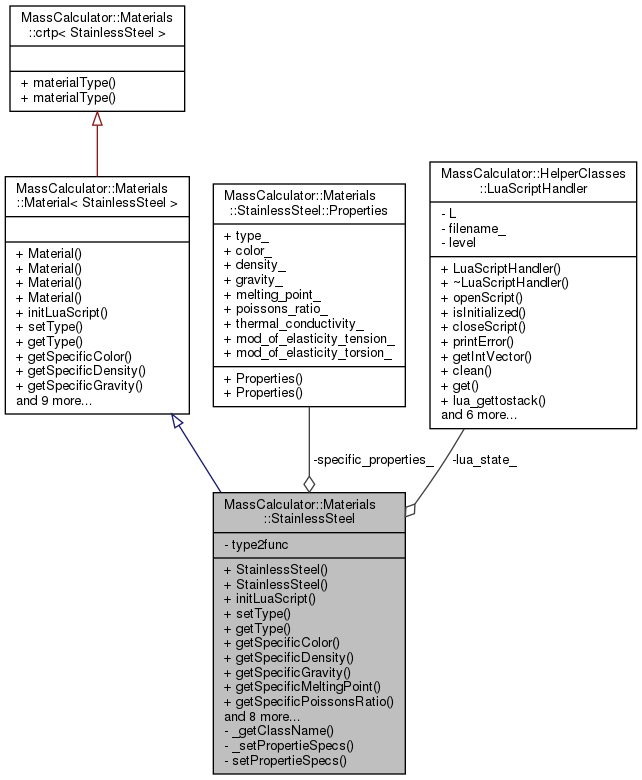 MassCalculator::Materials
::crtp< StainlessSteel >
+ materialType()
+ materialType()
MassCalculator::Materials
::Material< StainlessSteel >
+ Material()
+ Material()
+ Material()
+ Material()
+ initLuaScript()
+ setType()
+ getType()
+ getSpecificColor()
+ getSpecificDensity()
+ getSpecificGravity()
and 9 more...
MassCalculator::Materials
::StainlessSteel::Properties
+ type_
+ color_
+ density_
+ gravity_
+ melting_point_
+ poissons_ratio_
+ thermal_conductivity_
+ mod_of_elasticity_tension_
+ mod_of_elasticity_torsion_
+ Properties()
+ Properties()
MassCalculator::HelperClasses
::LuaScriptHandler
- L
- filename_
- level
+ LuaScriptHandler()
+ ~LuaScriptHandler()
+ openScript()
+ isInitialized()
+ closeScript()
+ printError()
+ getIntVector()
+ clean()
+ get()
+ lua_gettostack()
and 6 more...
-specific_properties_
-lua_state_
MassCalculator::Materials
::StainlessSteel
- type2func
+ StainlessSteel()
+ StainlessSteel()
+ initLuaScript()
+ setType()
+ getType()
+ getSpecificColor()
+ getSpecificDensity()
+ getSpecificGravity()
+ getSpecificMeltingPoint()
+ getSpecificPoissonsRatio()
and 8 more...
- _getClassName()
- _setPropertieSpecs()
- setPropertieSpecs()